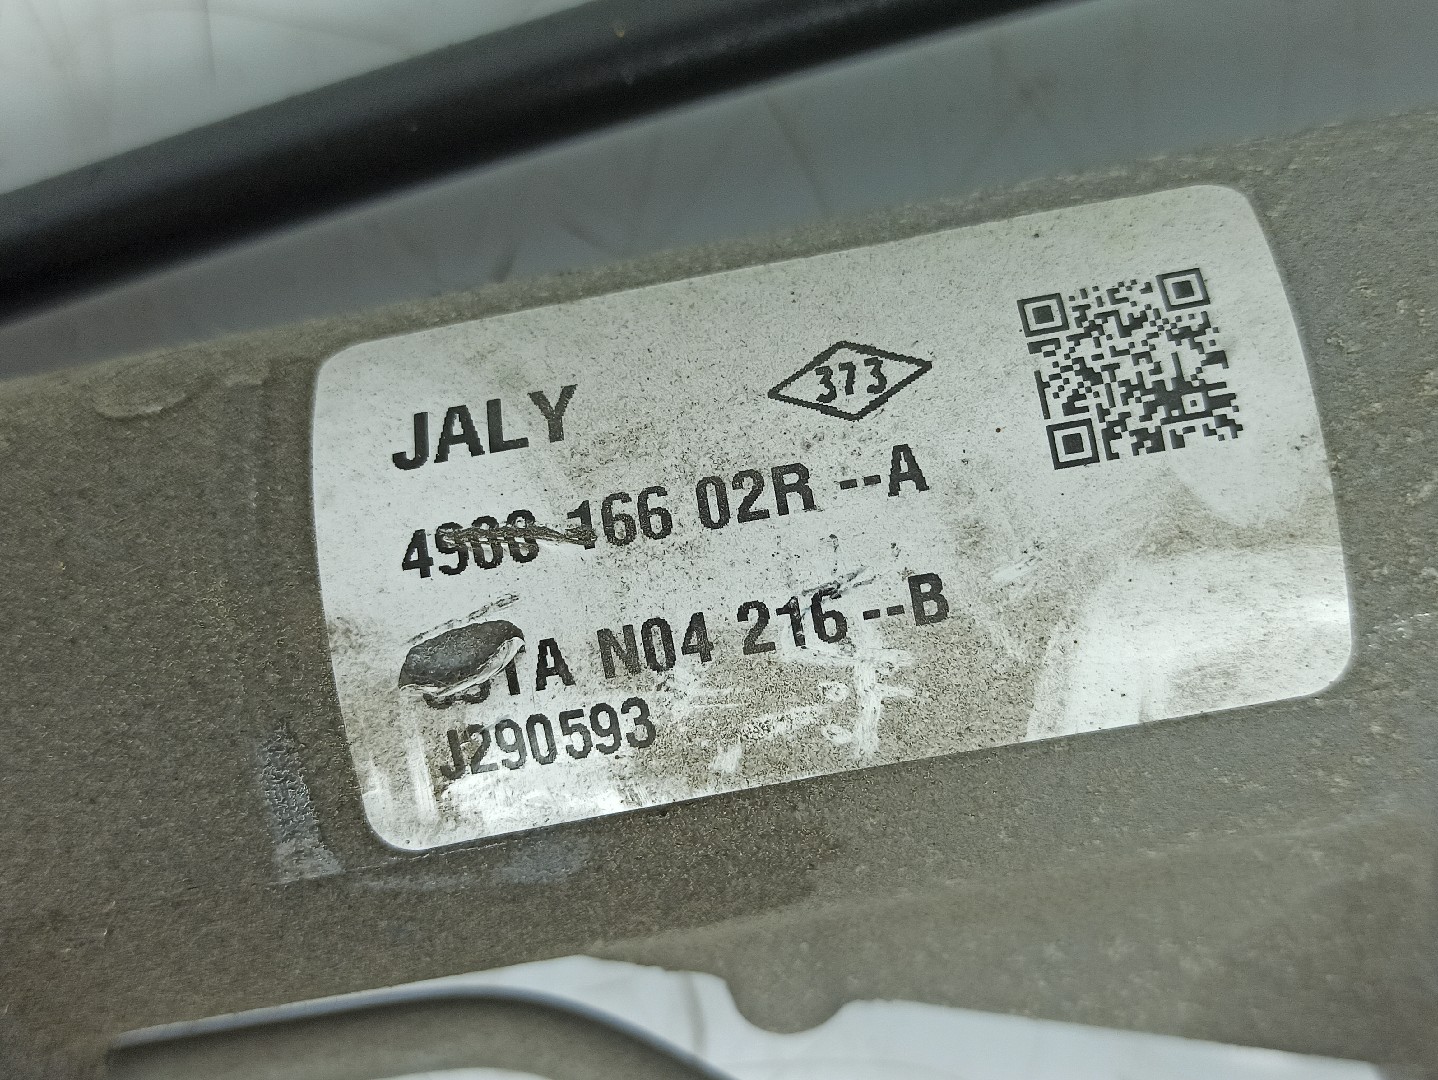 JALY
373
4900 166 02R --A
N04 216--B
J290593